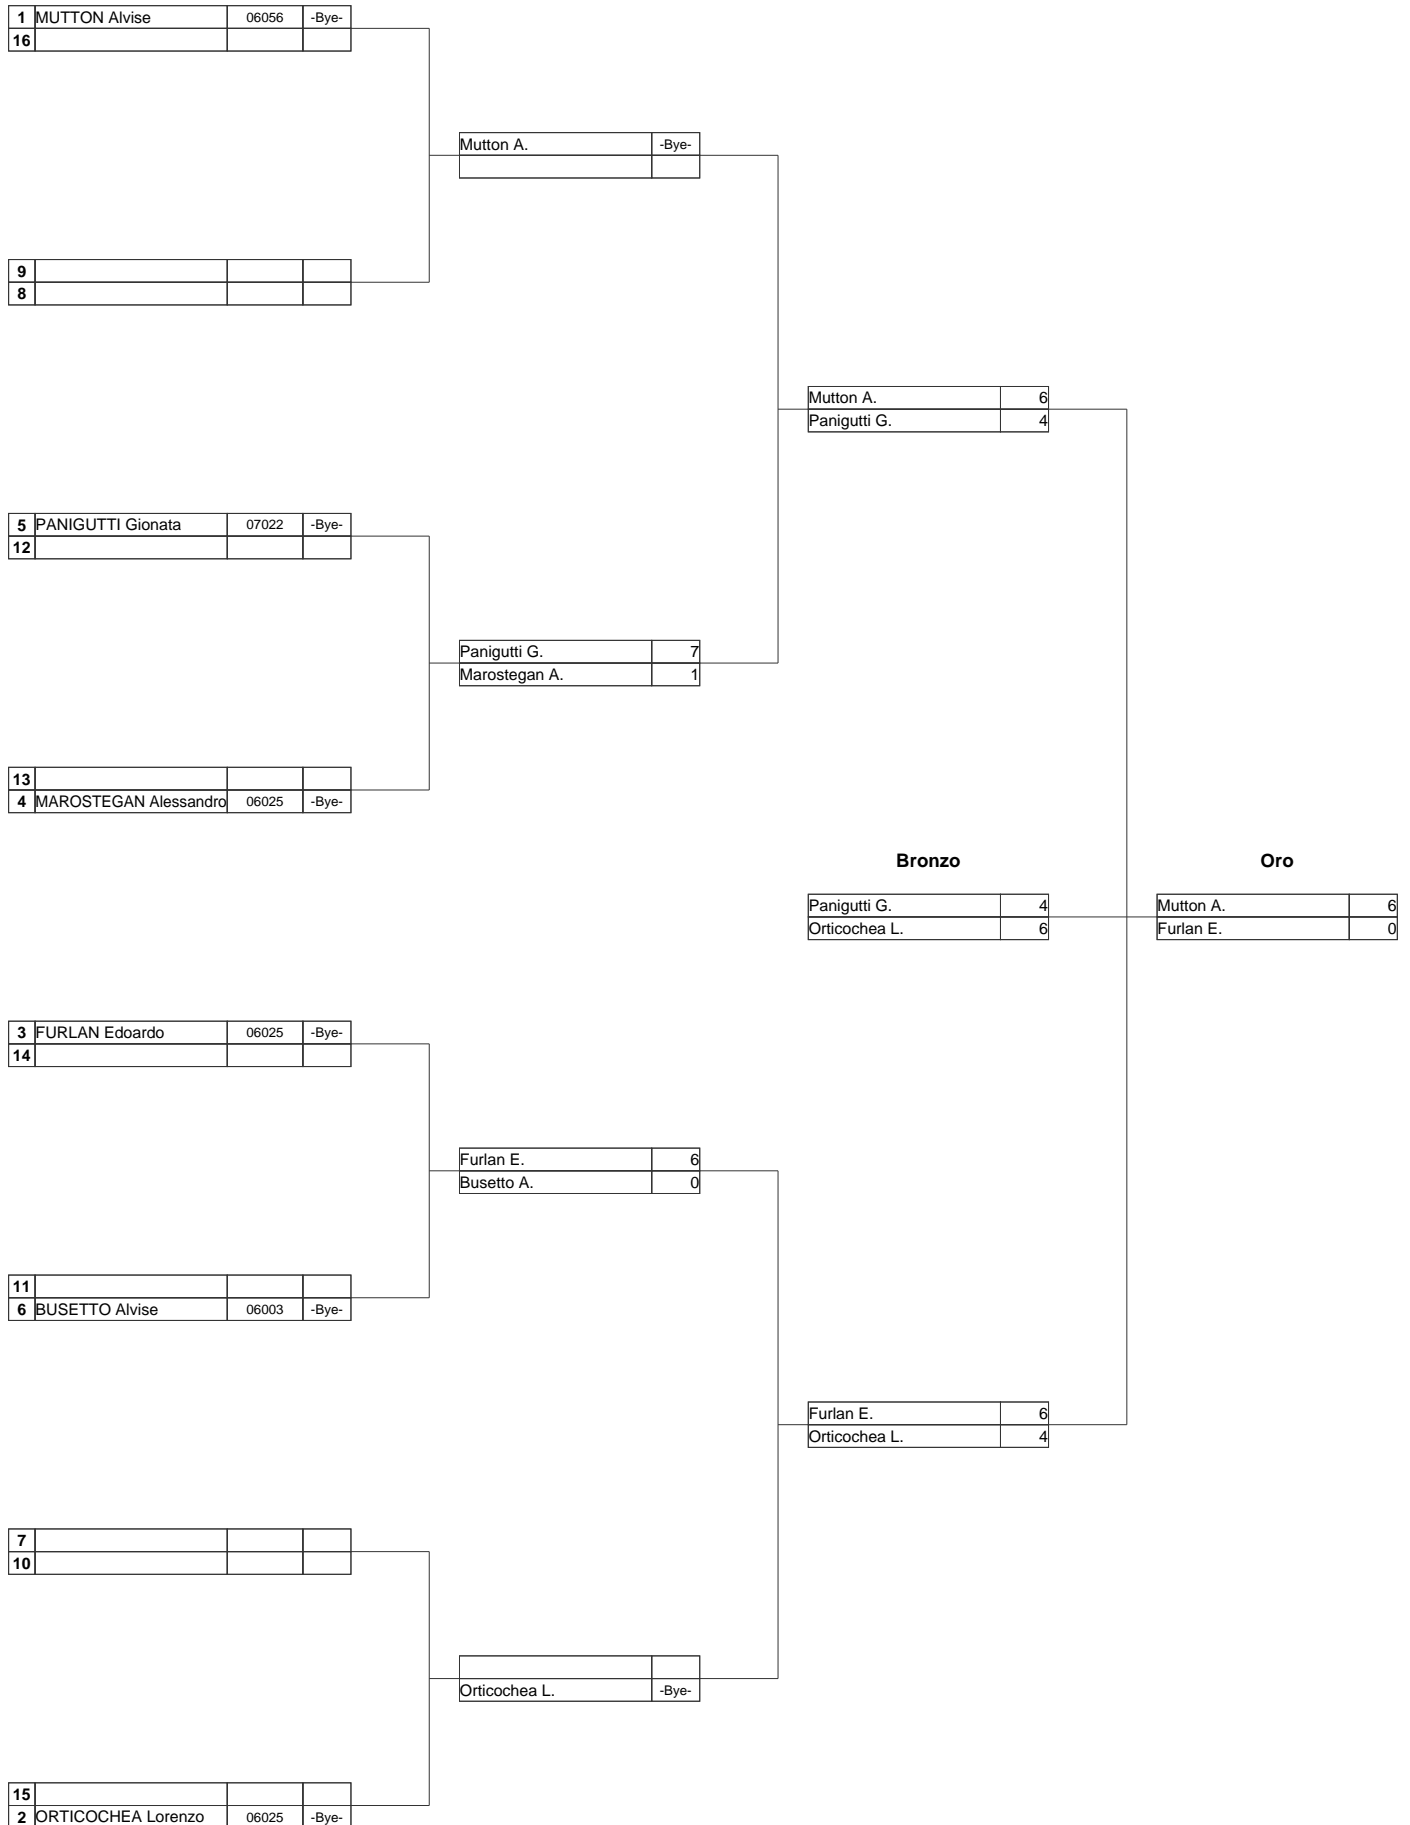 1 MUTTON Alvise 06056 -Bye-
16
Mutton A. -Bye-
9
8
Mutton A. 6
Panigutti G. 4
5 PANIGUTTI Gionata 07022 -Bye-
12
Panigutti G. 7
Marostegan A. 1
13
4 MAROSTEGAN Alessandro 06025 -Bye-
Bronzo Oro
Panigutti G. 4 Mutton A. 6
Orticochea L. 6 Furlan E. 0
3 FURLAN Edoardo 06025 -Bye-
14
Furlan E. 6
Busetto A. 0
11
6 BUSETTO Alvise 06003 -Bye-
Furlan E. 6
Orticochea L. 4
7
10
Orticochea L. -Bye-
15
2 ORTICOCHEA Lorenzo 06025 -Bye-